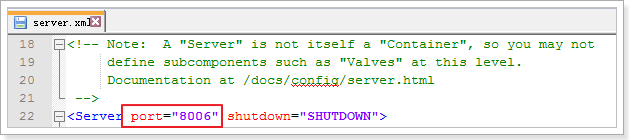 server.xml
18 <!-- Note:  A "Server" is not itself a "Container", so you may not
19 define subcomponents such as "Valves" at this level.
20 Documentation at /docs/config/server.html
21 -->
22 <Server port="8006" shutdown="SHUTDOWN">